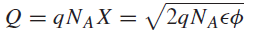 Q = qN_A X = √(2qN_A ϵϕ)